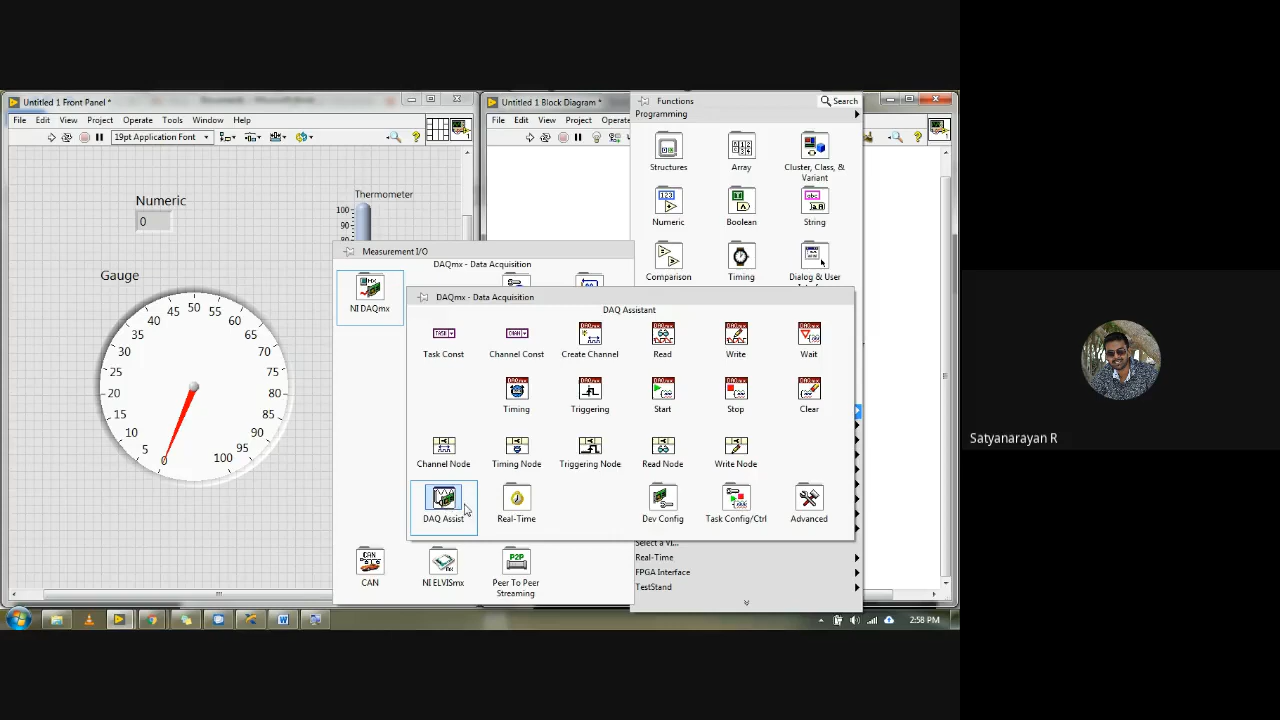 Untitled 1 Front Panel *
File Edit View Project Operate Tools Window Help
19pt Application Font
Numeric
0
Thermometer
100
90
80
Gauge
0 5 10 15 20 25 30 35 40 45 50 55 60 65 70 75 80 85 90 95 100
Untitled 1 Block Diagram *
File Edit View Project Operate
Functions
Search
Programming
Structures Array Cluster, Class, & Variant
Numeric Boolean String
Comparison Timing Dialog & User
Measurement I/O
DAQmx - Data Acquisition
NI DAQmx
DAQmx - Data Acquisition
DAQ Assistant
Task Const Channel Const Create Channel Read Write Wait
Timing Triggering Start Stop Clear
Channel Node Timing Node Triggering Node Read Node Write Node
DAQ Assist Real-Time Dev Config Task Config/Ctrl Advanced
CAN NI ELVISmx Peer To Peer Streaming
Select a VI...
Real-Time
FPGA Interface
TestStand
2:58 PM
Satyanarayan R